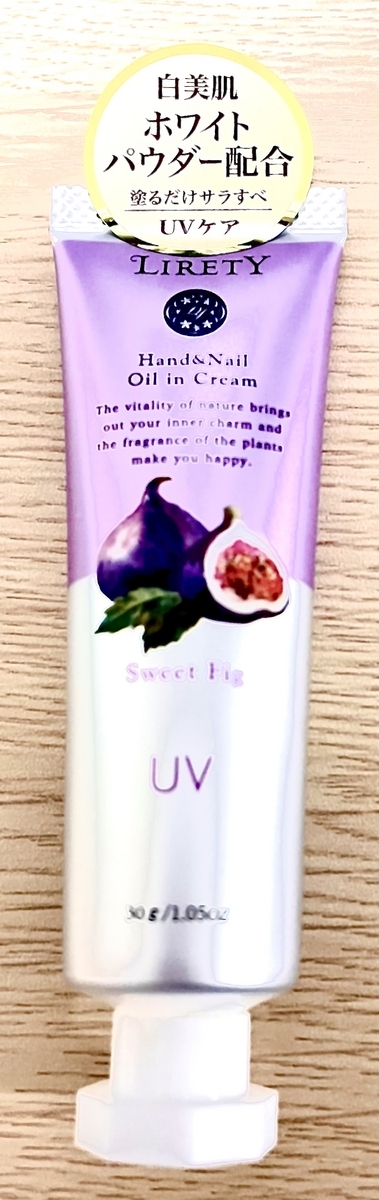 白美肌
ホワイト
パウダー配合
塗るだけサラすべ
UVケア
LIRETY
Hand&Nail
Oil in Cream
The vitality of nature brings
out your inner charm and
the fragrance of the plants
make you happy.
Sweet Fig
UV
30g/1.05oz